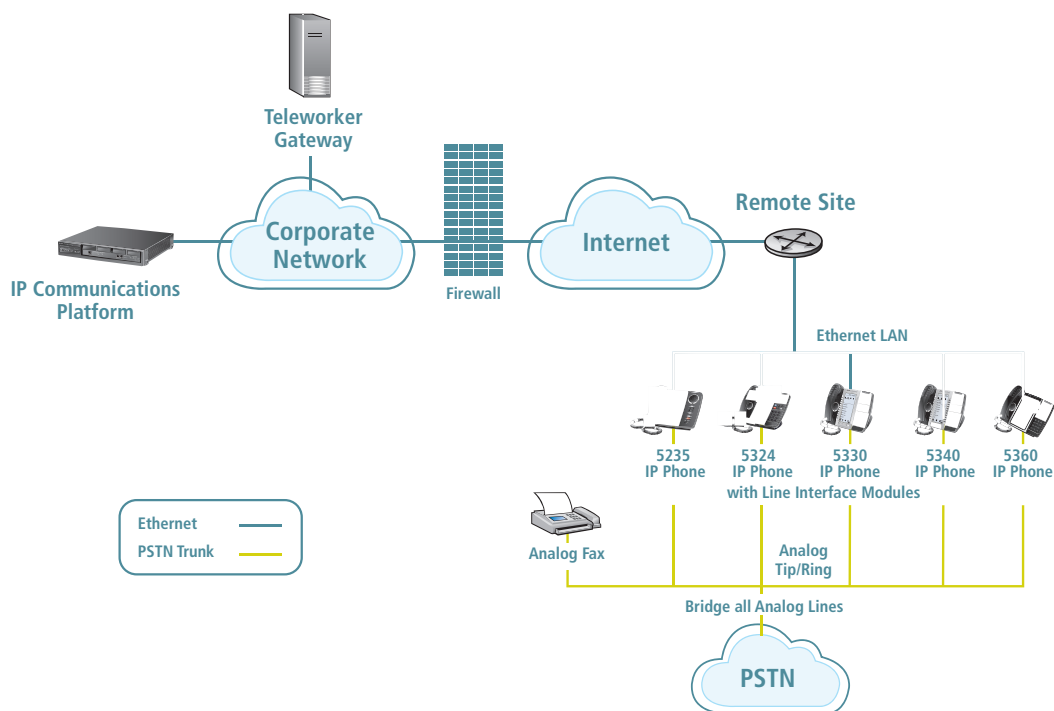 Teleworker
Gateway
Remote Site
Corporate
Network
Internet
IP Communications
Platform
Firewall
Ethernet LAN
5235
IP Phone
5324
IP Phone
5330
IP Phone
5340
IP Phone
5360
IP Phone
with Line Interface Modules
Ethernet
PSTN Trunk
Analog Fax
Analog
Tip/Ring
Bridge all Analog Lines
PSTN